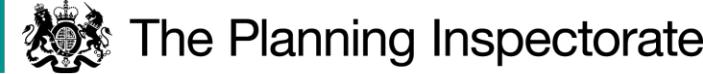 The Planning Inspectorate